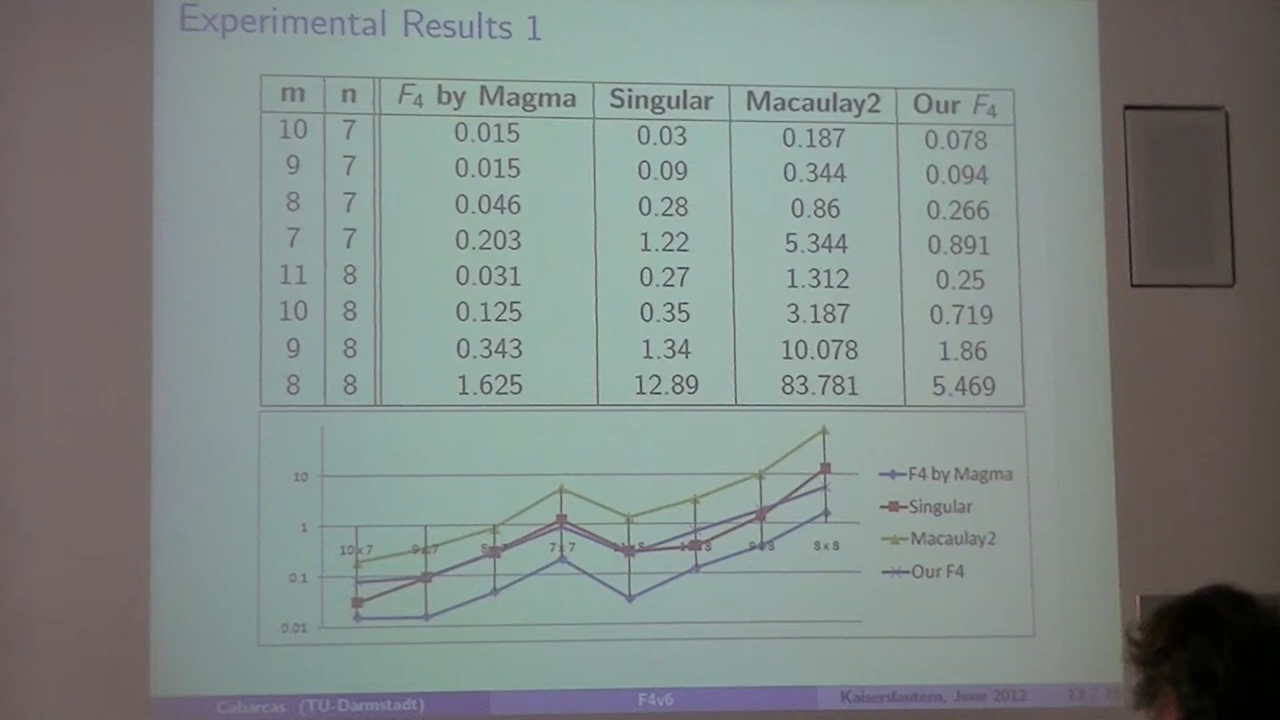 Experimental Results 1
m n F4 by Magma Singular Macaulay2 Our F4
10 7 0.015 0.03 0.187 0.078
9 7 0.015 0.09 0.344 0.094
8 7 0.046 0.28 0.86 0.266
7 7 0.203 1.22 5.344 0.891
11 8 0.031 0.27 1.312 0.25
10 8 0.125 0.35 3.187 0.719
9 8 0.343 1.34 10.078 1.86
8 8 1.625 12.89 83.781 5.469
10
1
0.1
0.01
10x7 7x7 8x8
F4 by Magma
Singular
Macaulay2
Our F4
Cabarcas (TU-Darmstadt) F4v6 Kaiserslautern, June 2012 13 /